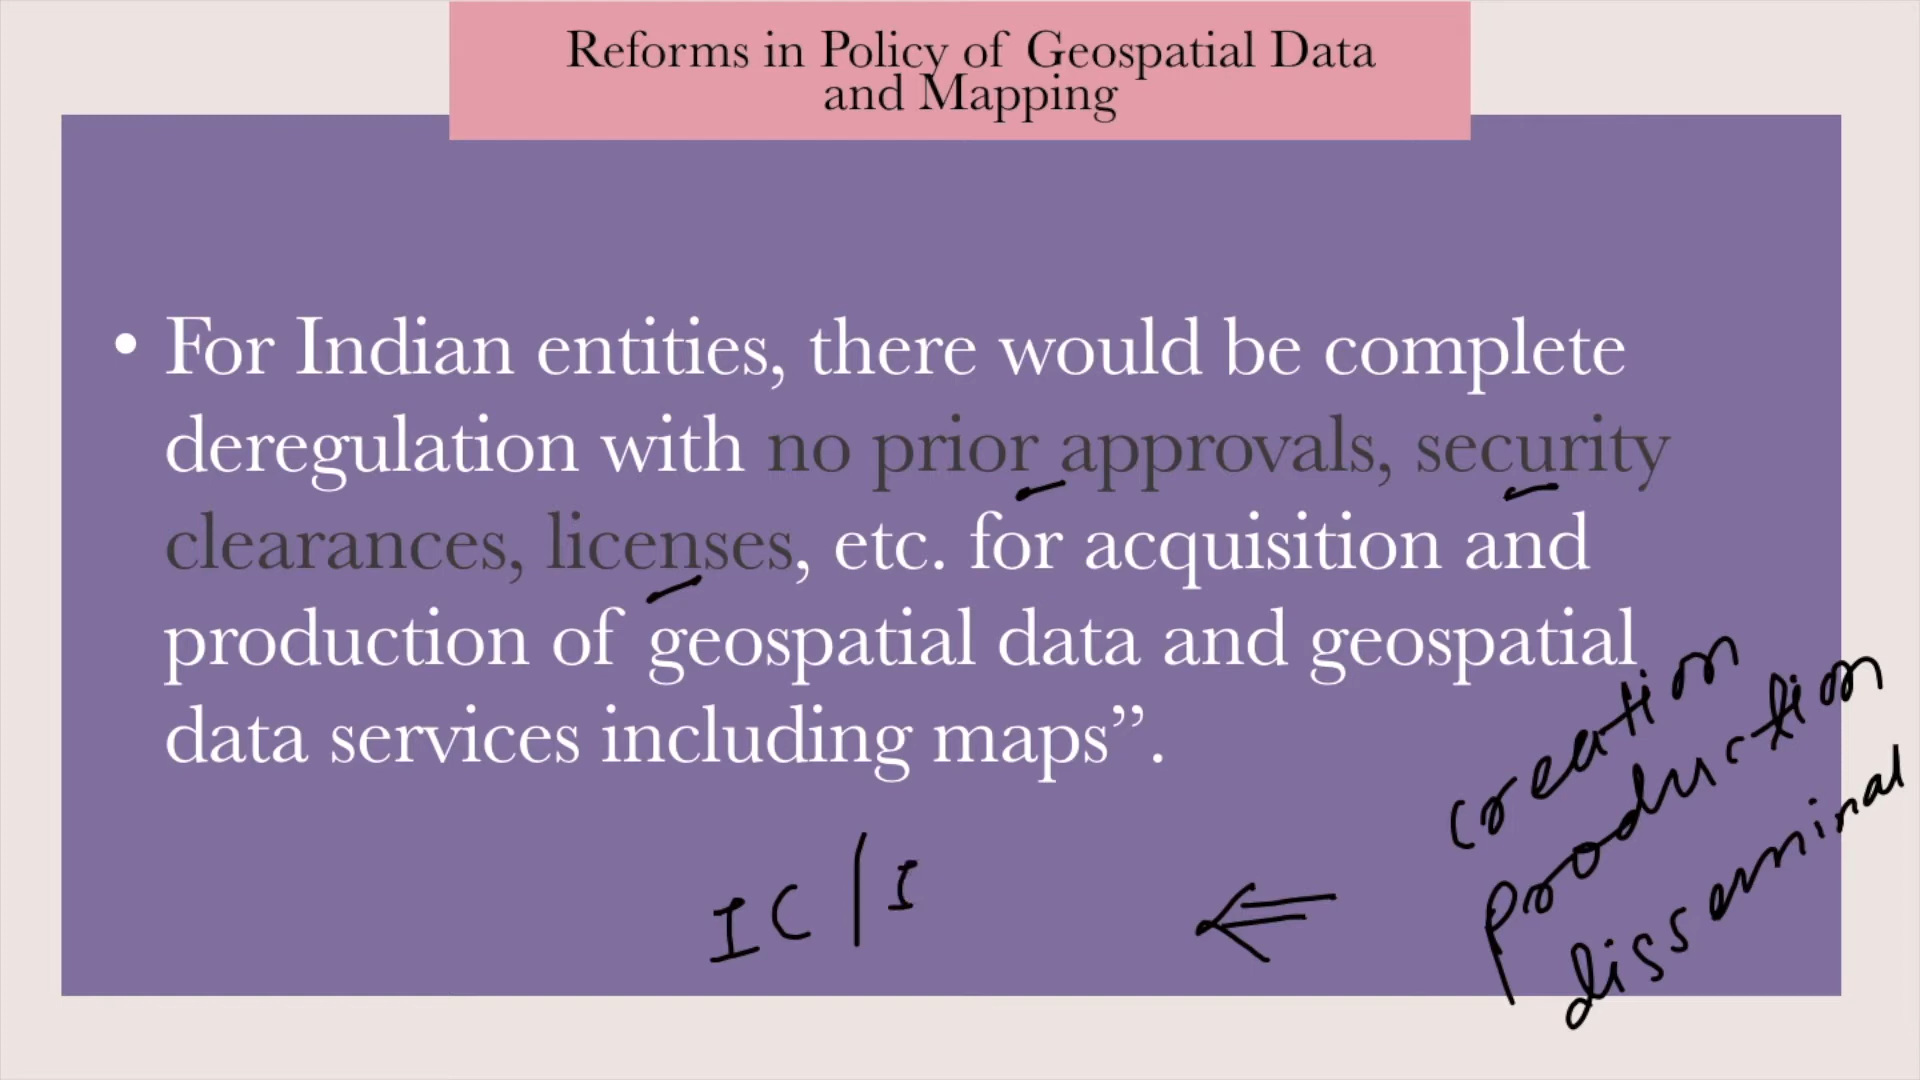 Reforms in Policy of Geospatial Data
and Mapping
• For Indian entities, there would be complete
deregulation with no prior approvals, security
clearances, licenses, etc. for acquisition and
production of geospatial data and geospatial
data services including maps”.
creation
production
disseminal
IC/I